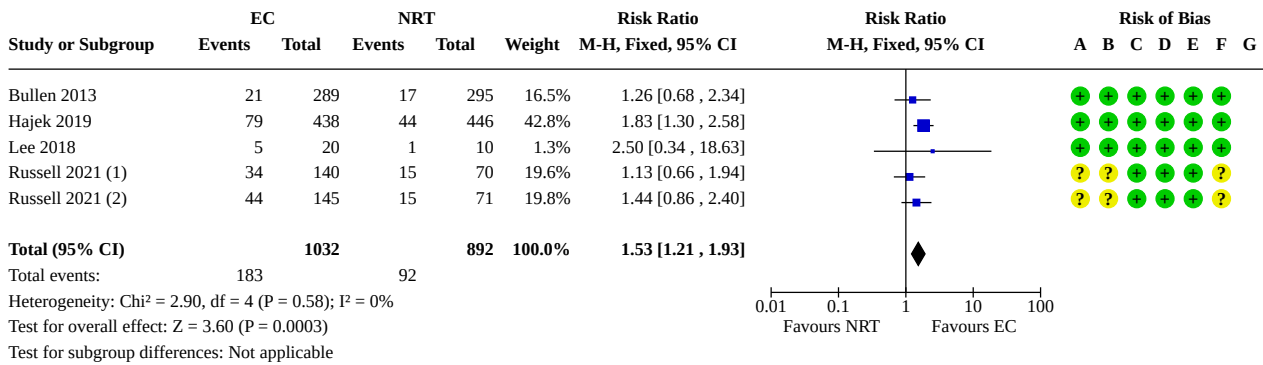 EC NRT Risk Ratio Risk Ratio Risk of Bias
Study or Subgroup Events Total Events Total Weight M-H, Fixed, 95% CI M-H, Fixed, 95% CI A B C D E F G
Bullen 2013 21 289 17 295 16.5% 1.26 [0.68 , 2.34] + + + + + +
Hajek 2019 79 438 44 446 42.8% 1.83 [1.30 , 2.58] + + + + + +
Lee 2018 5 20 1 10 1.3% 2.50 [0.34 , 18.63] + + + + + +
Russell 2021 (1) 34 140 15 70 19.6% 1.13 [0.66 , 1.94] ? ? + + + ?
Russell 2021 (2) 44 145 15 71 19.8% 1.44 [0.86 , 2.40] ? ? + + + ?
Total (95% CI) 1032 892 100.0% 1.53 [1.21 , 1.93]
Total events: 183 92
Heterogeneity: Chi² = 2.90, df = 4 (P = 0.58); I² = 0%
0.01 0.1 1 10 100
Test for overall effect: Z = 3.60 (P = 0.0003) Favours NRT Favours EC
Test for subgroup differences: Not applicable